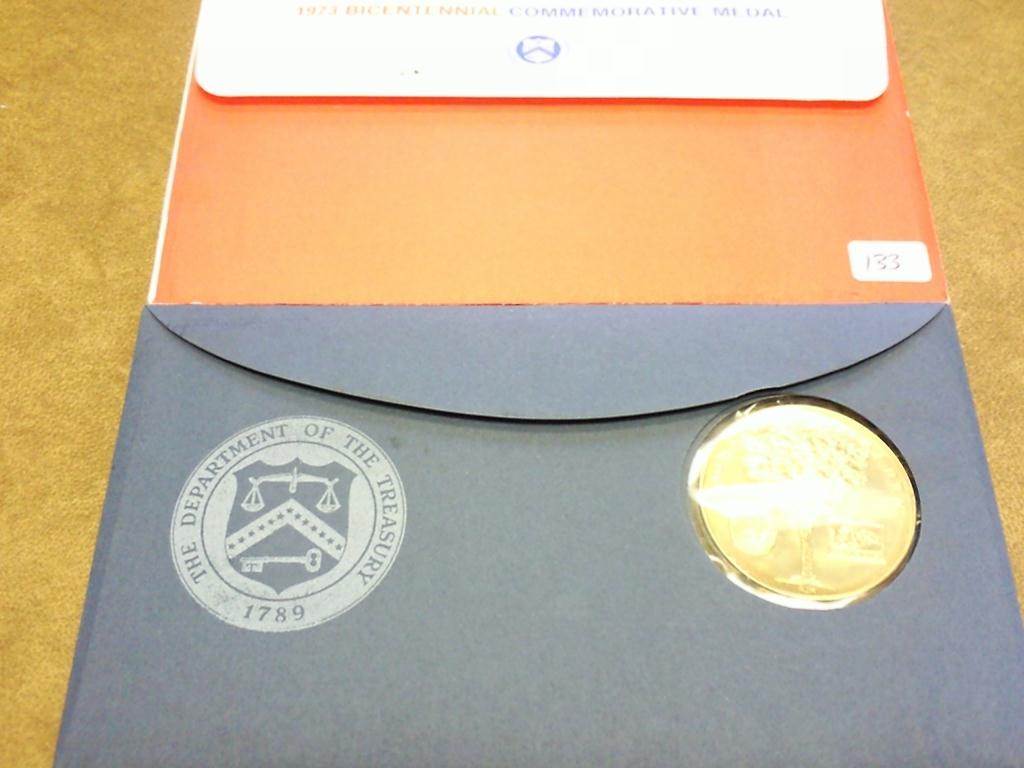 1973 BICENTENNIAL COMMEMORATIVE MEDAL
133
THE DEPARTMENT OF THE TREASURY
1789